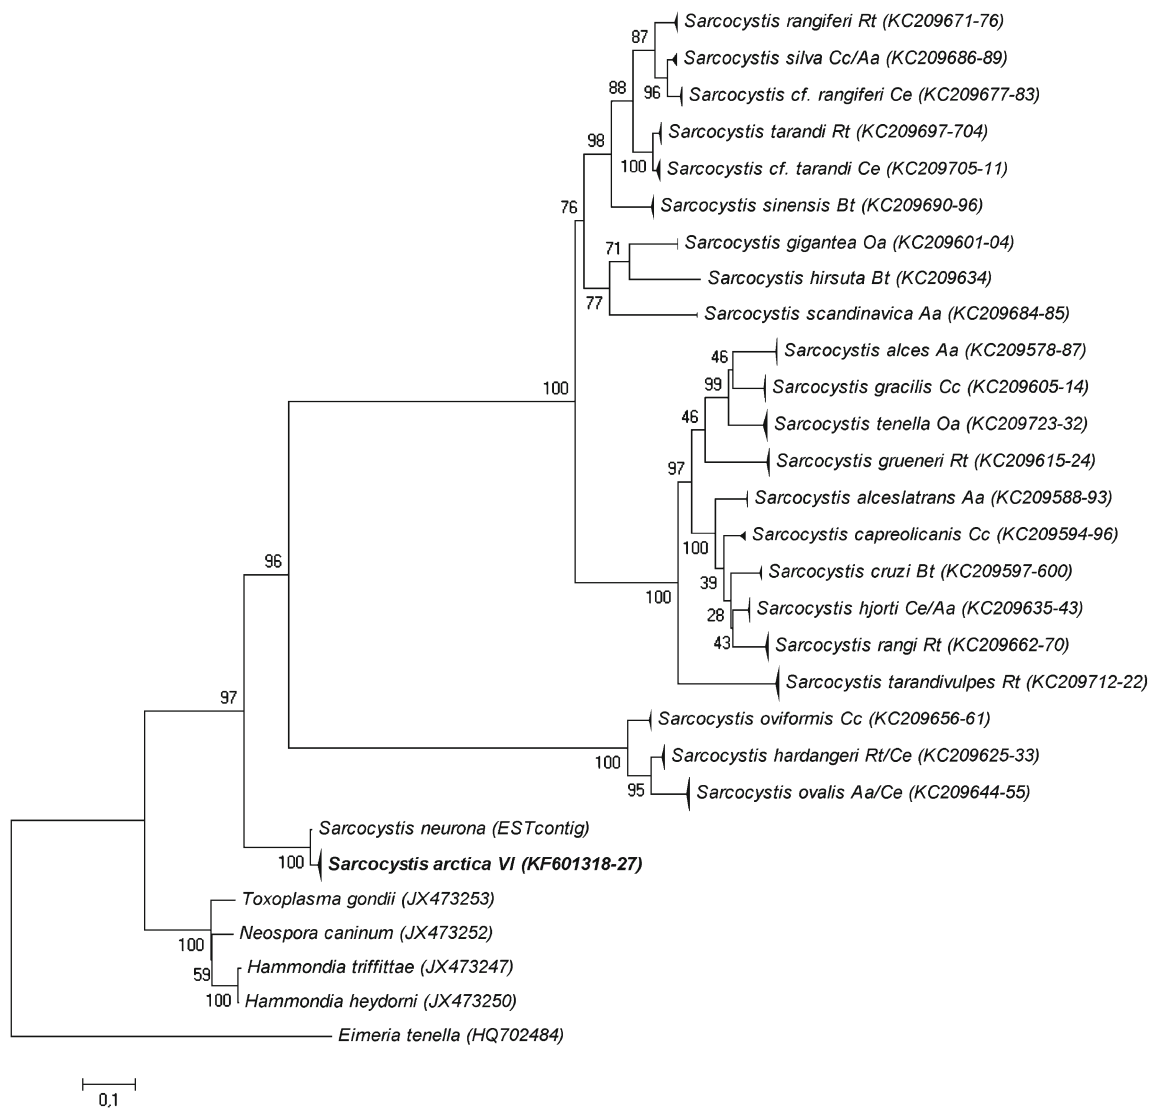 Sarcocystis rangiferi Rt (KC209671-76)
87
Sarcocystis silva Cc/Aa (KC209686-89)
88
96
Sarcocystis cf. rangiferi Ce (KC209677-83)
Sarcocystis tarandi Rt (KC209697-704)
98
100
Sarcocystis cf. tarandi Ce (KC209705-11)
76
Sarcocystis sinensis Bt (KC209690-96)
71
Sarcocystis gigantea Oa (KC209601-04)
Sarcocystis hirsuta Bt (KC209634)
77
Sarcocystis scandinavica Aa (KC209684-85)
46
Sarcocystis alces Aa (KC209578-87)
100
99
Sarcocystis gracilis Cc (KC209605-14)
46
Sarcocystis tenella Oa (KC209723-32)
97
Sarcocystis grueneri Rt (KC209615-24)
Sarcocystis alceslatrans Aa (KC209588-93)
100
Sarcocystis capreolicanis Cc (KC209594-96)
96
39
Sarcocystis cruzi Bt (KC209597-600)
100
28
Sarcocystis hjorti Ce/Aa (KC209635-43)
43
Sarcocystis rangi Rt (KC209662-70)
Sarcocystis tarandivulpes Rt (KC209712-22)
97
Sarcocystis oviformis Cc (KC209656-61)
100
Sarcocystis hardangeri Rt/Ce (KC209625-33)
95
Sarcocystis ovalis Aa/Ce (KC209644-55)
Sarcocystis neurona (ESTcontig)
100
Sarcocystis arctica Vl (KF601318-27)
Toxoplasma gondii (JX473253)
100
Neospora caninum (JX473252)
59
Hammondia triffittae (JX473247)
100
Hammondia heydorni (JX473250)
Eimeria tenella (HQ702484)
0,1